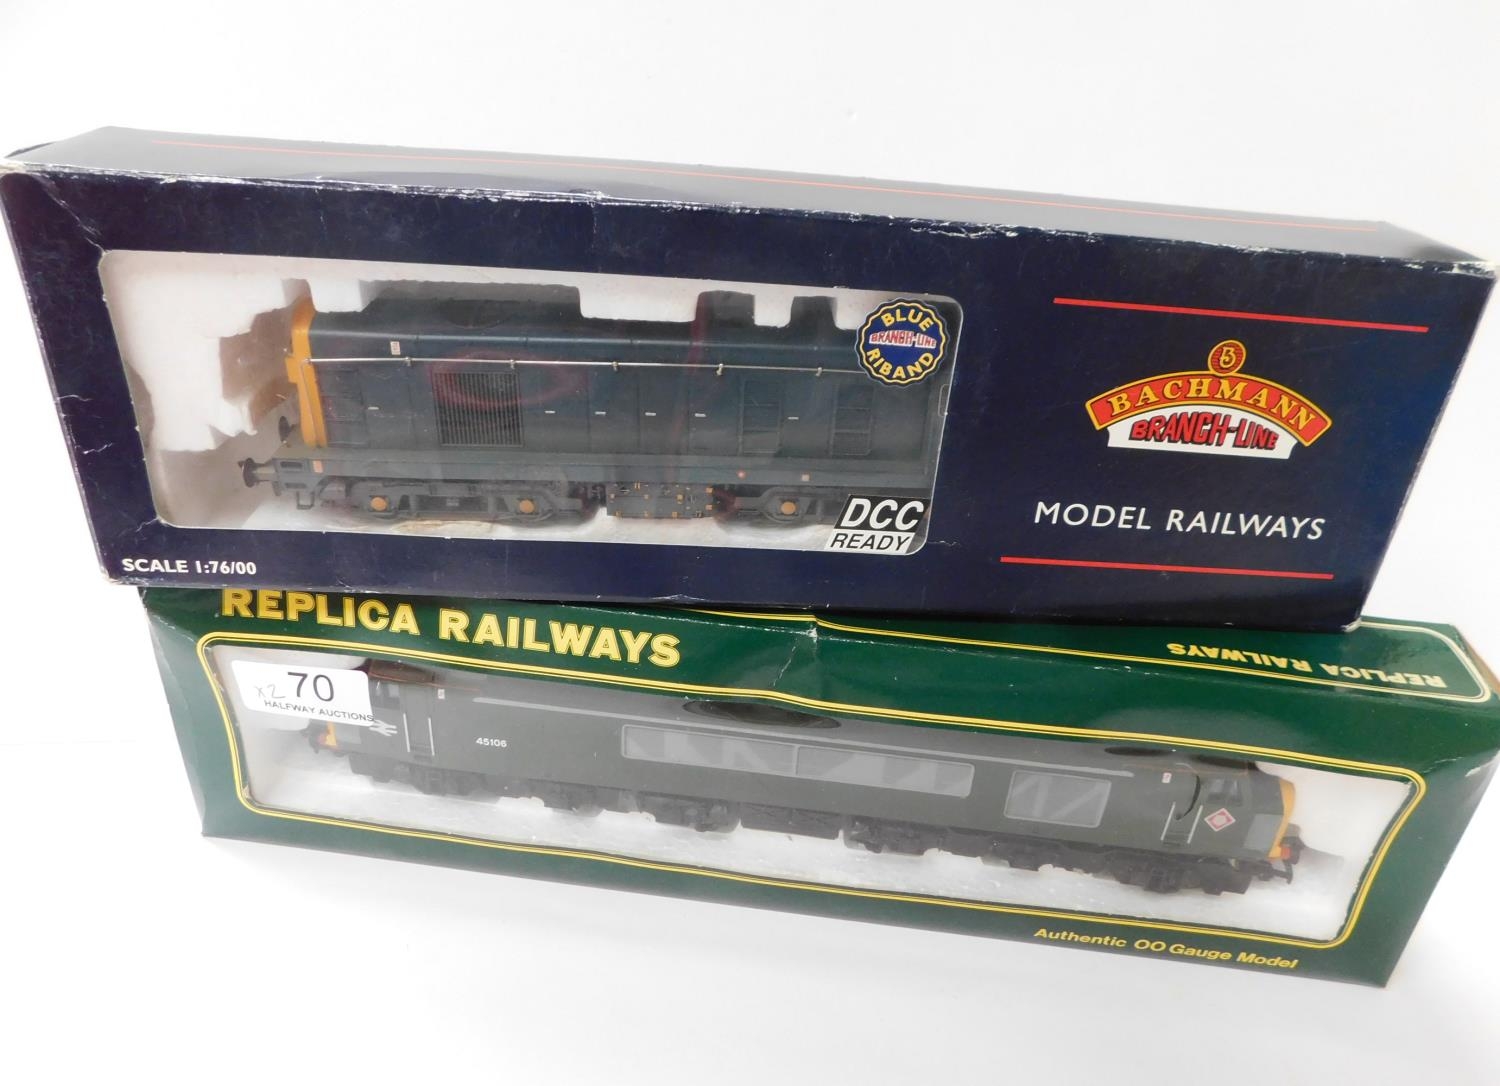 BLUE
BRANCH-LINE
RIBAND
B
BACHMANN
BRANCH-LINE
MODEL RAILWAYS
DCC
READY
SCALE 1:76/00
REPLICA RAILWAYS
REPLICA RAILWAYS
x2 70
HALFWAY AUCTIONS
45106
Authentic OO Gauge Model